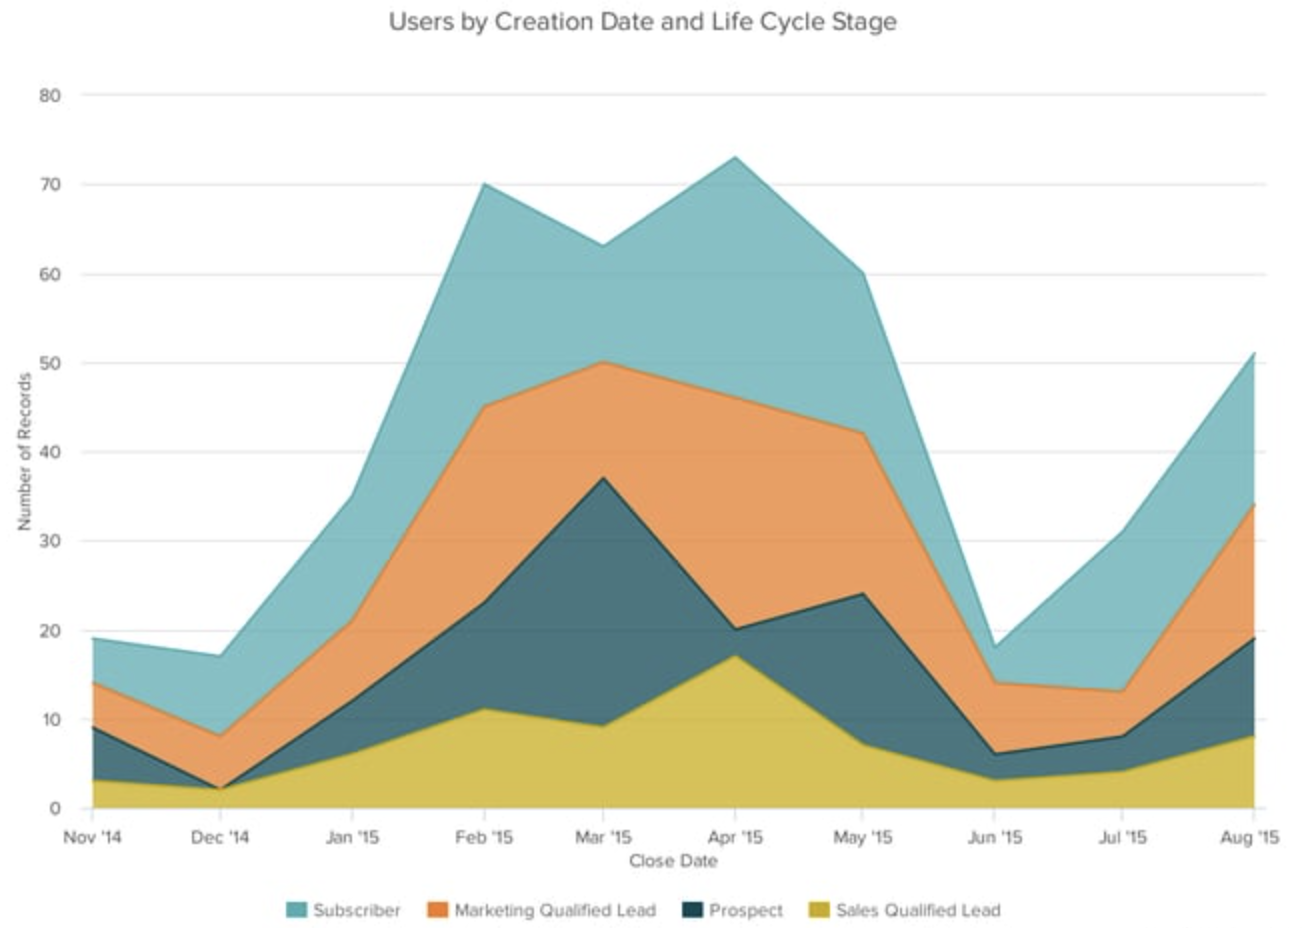 Users by Creation Date and Life Cycle Stage
80
70
60
50
40
30
20
10
0
Number of Records
Nov '14 Dec '14 Jan '15 Feb '15 Mar '15 Apr '15 May '15 Jun '15 Jul '15 Aug '15
Close Date
Subscriber Marketing Qualified Lead Prospect Sales Qualified Lead